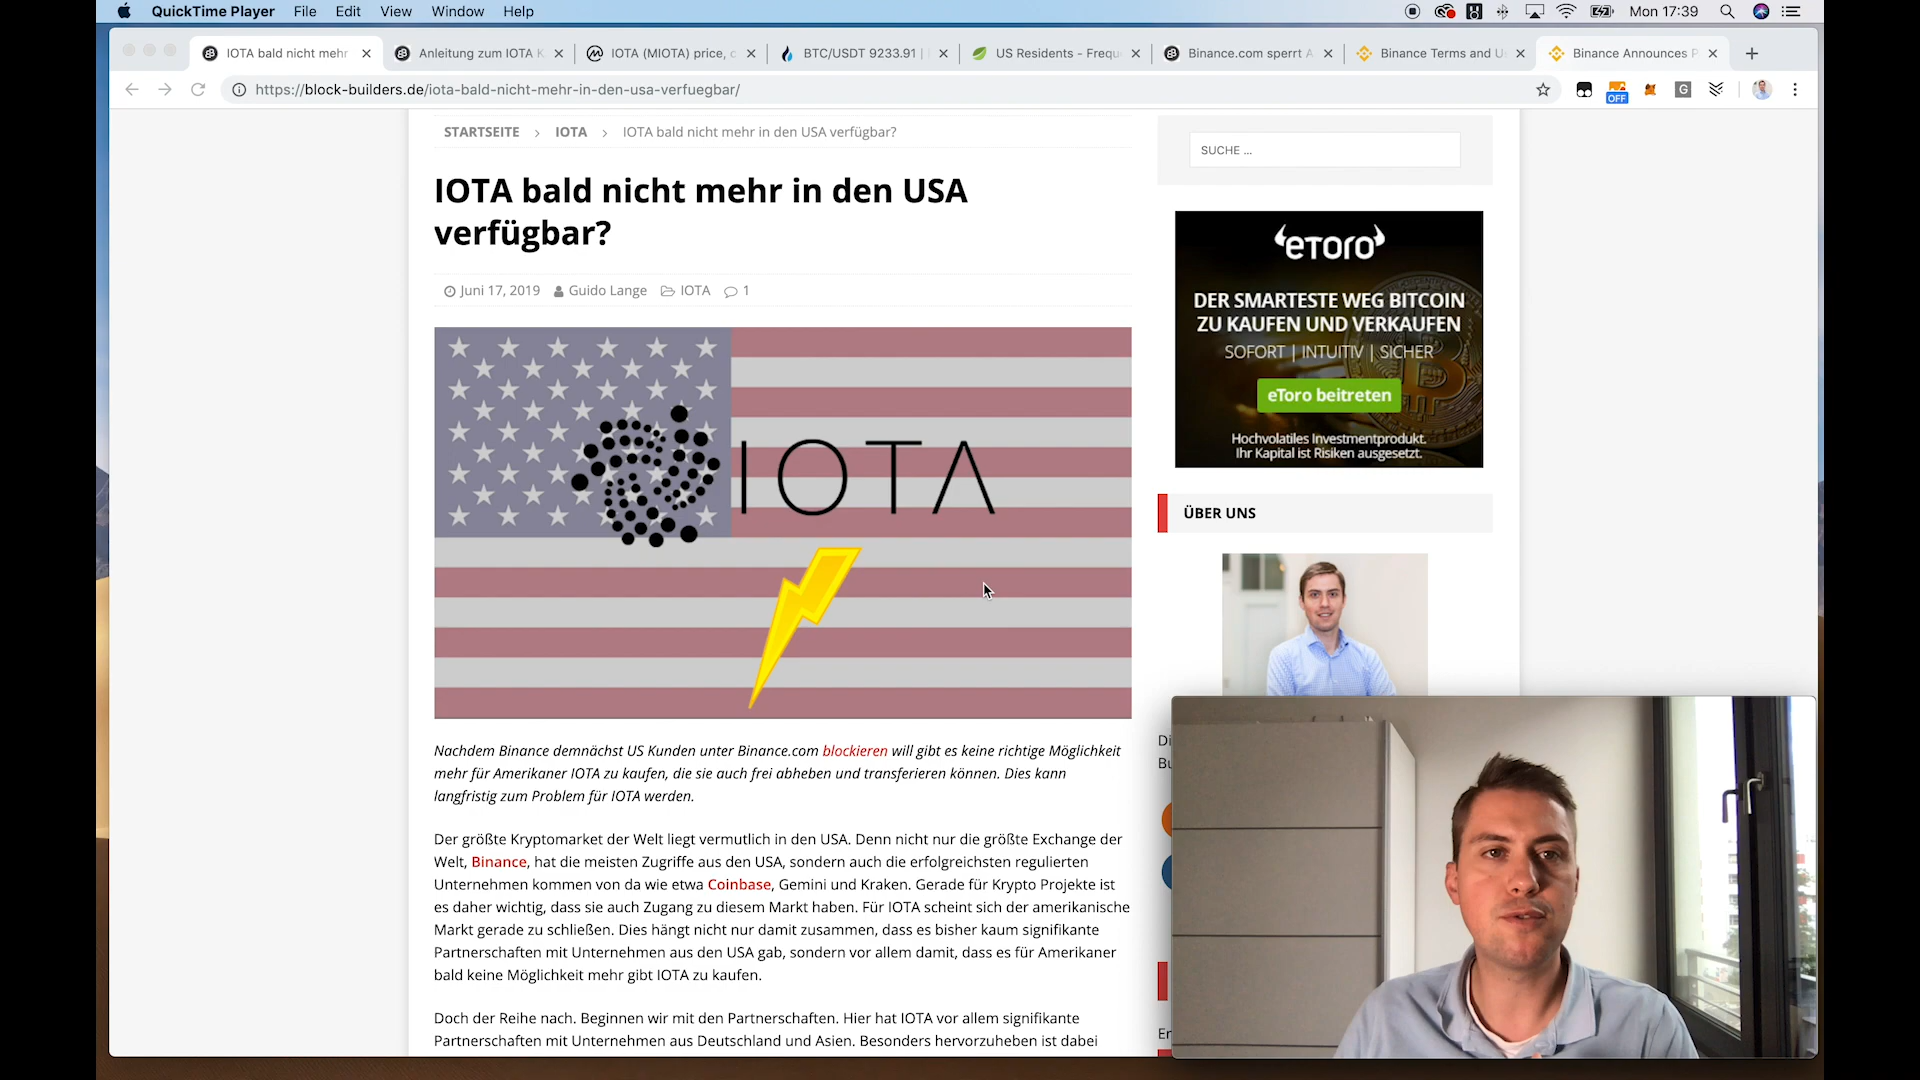 QuickTime Player File Edit View Window Help Mon 17:39
IOTA bald nicht mehr Anleitung zum IOTA K IOTA (MIOTA) price, c BTC/USDT 9233.91 | US Residents - Frequ Binance.com sperrt A Binance Terms and U Binance Announces P
https://block-builders.de/iota-bald-nicht-mehr-in-den-usa-verfuegbar/
OFF
G
STARTSEITE > IOTA > IOTA bald nicht mehr in den USA verfügbar?
IOTA bald nicht mehr in den USA
verfügbar?
Juni 17, 2019 Guido Lange IOTA 1
IOTA
Nachdem Binance demnächst US Kunden unter Binance.com blockieren will gibt es keine richtige Möglichkeit
mehr für Amerikaner IOTA zu kaufen, die sie auch frei abheben und transferieren können. Dies kann
langfristig zum Problem für IOTA werden.
Der größte Kryptomarket der Welt liegt vermutlich in den USA. Denn nicht nur die größte Exchange der
Welt, Binance, hat die meisten Zugriffe aus den USA, sondern auch die erfolgreichsten regulierten
Unternehmen kommen von da wie etwa Coinbase, Gemini und Kraken. Gerade für Krypto Projekte ist
es daher wichtig, dass sie auch Zugang zu diesem Markt haben. Für IOTA scheint sich der amerikanische
Markt gerade zu schließen. Dies hängt nicht nur damit zusammen, dass es bisher kaum signifikante
Partnerschaften mit Unternehmen aus den USA gab, sondern vor allem damit, dass es für Amerikaner
bald keine Möglichkeit mehr gibt IOTA zu kaufen.
Doch der Reihe nach. Beginnen wir mit den Partnerschaften. Hier hat IOTA vor allem signifikante
Partnerschaften mit Unternehmen aus Deutschland und Asien. Besonders hervorzuheben ist dabei
SUCHE ...
eToro
DER SMARTESTE WEG BITCOIN
ZU KAUFEN UND VERKAUFEN
SOFORT | INTUITIV | SICHER
eToro beitreten
Hochvolatiles Investmentprodukt.
Ihr Kapital ist Risiken ausgesetzt.
ÜBER UNS
Di
Bu
Er